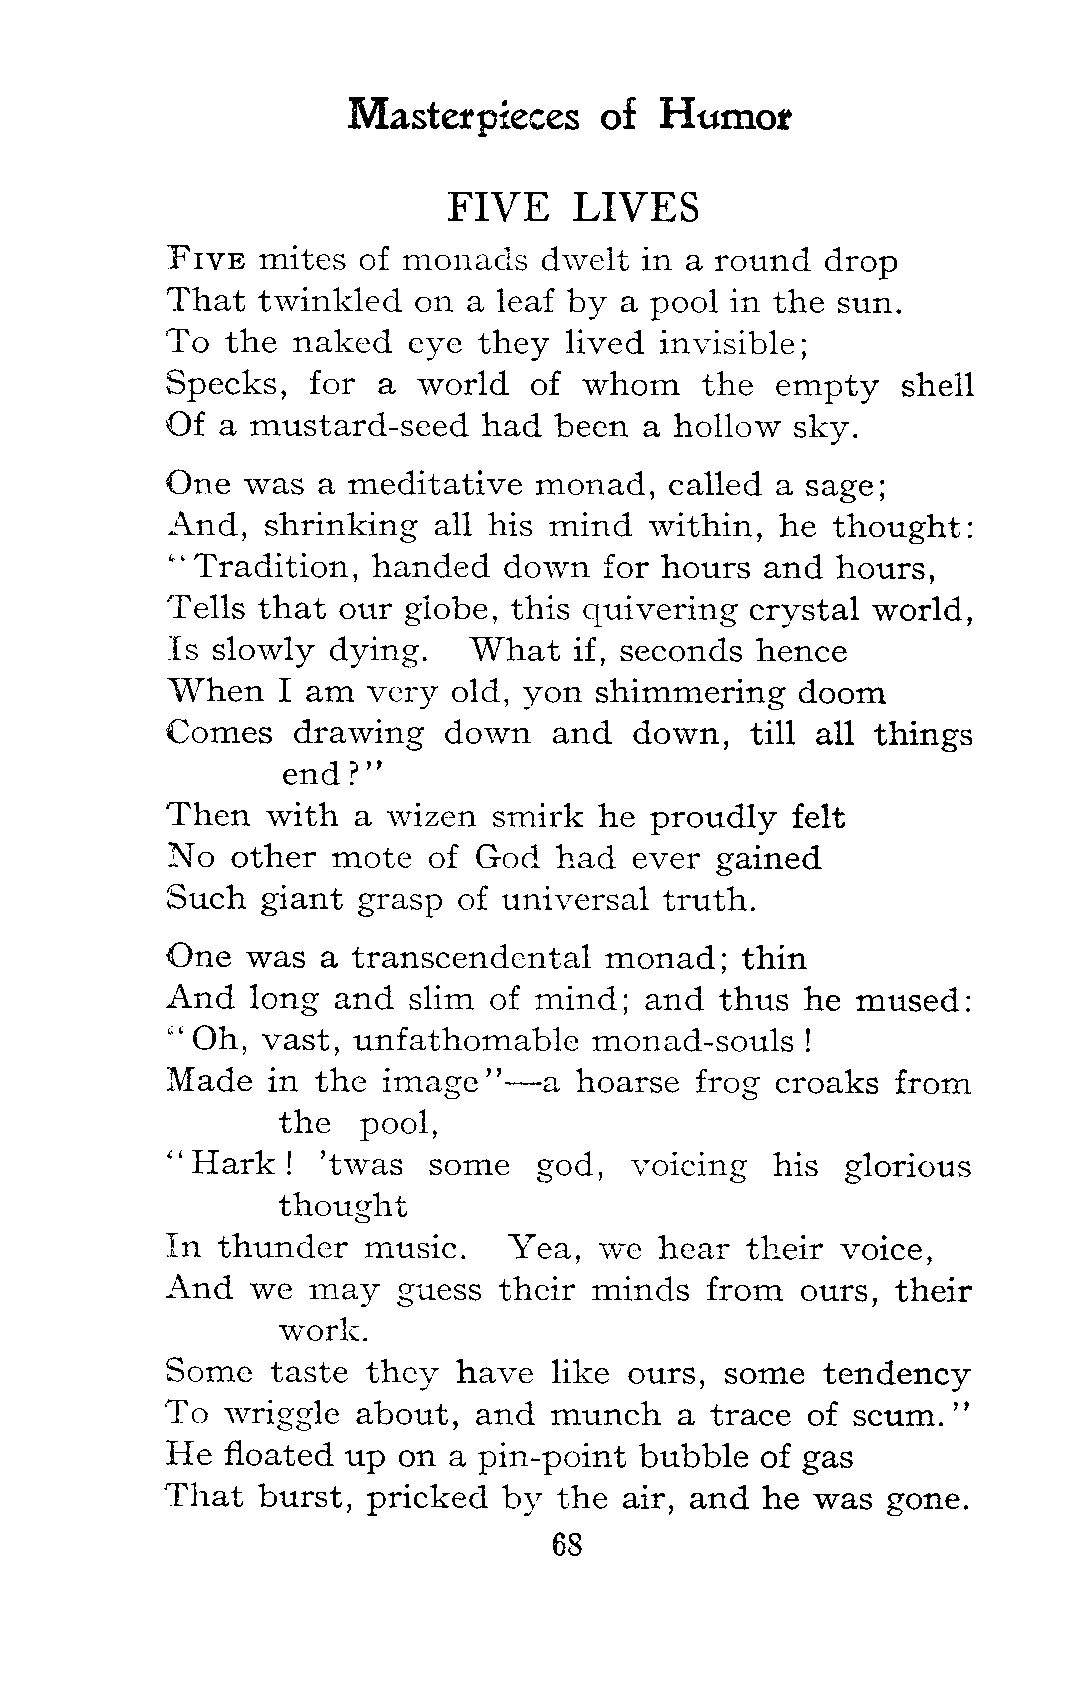 Masterpieces of Humor
FIVE LIVES
FIVE mites of monads dwelt in a round drop
That twinkled on a leaf by a pool in the sun.
To the naked eye they lived invisible;
Specks, for a world of whom the empty shell
Of a mustard-seed had been a hollow sky.
One was a meditative monad, called a sage;
And, shrinking all his mind within, he thought:
"Tradition, handed down for hours and hours,
Tells that our globe, this quivering crystal world,
Is slowly dying. What if, seconds hence
When I am very old, yon shimmering doom
Comes drawing down and down, till all things
end?"
Then with a wizen smirk he proudly felt
No other mote of God had ever gained
Such giant grasp of universal truth.
One was a transcendental monad; thin
And long and slim of mind; and thus he mused:
"Oh, vast, unfathomable monad-souls!
Made in the image"—a hoarse frog croaks from
the pool,
"Hark! 'twas some god, voicing his glorious
thought
In thunder music. Yea, we hear their voice,
And we may guess their minds from ours, their
work.
Some taste they have like ours, some tendency
To wriggle about, and munch a trace of scum."
He floated up on a pin-point bubble of gas
That burst, pricked by the air, and he was gone.
68